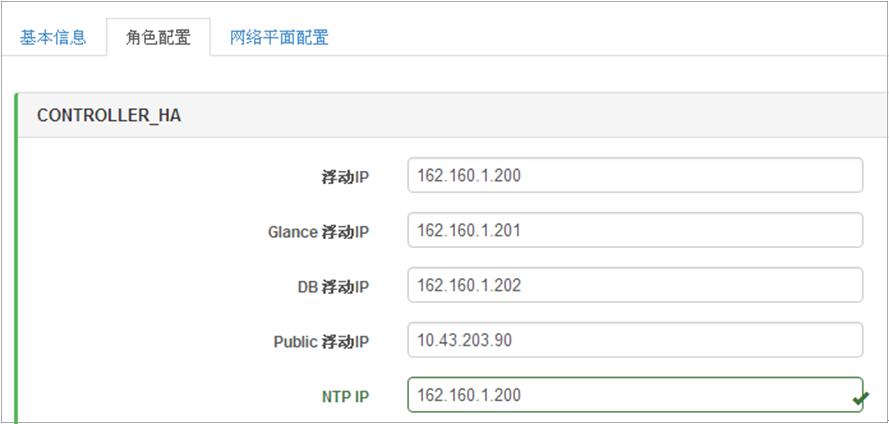 基本信息 角色配置 网络平面配置
CONTROLLER_HA
浮动IP 162.160.1.200
Glance 浮动IP 162.160.1.201
DB 浮动IP 162.160.1.202
Public 浮动IP 10.43.203.90
NTP IP 162.160.1.200